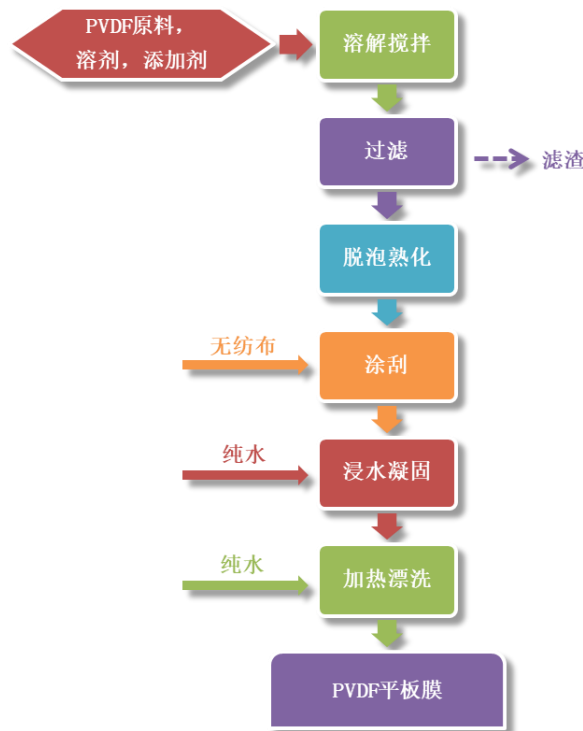 PVDF原料，
溶剂，添加剂
溶解搅拌
过滤
滤渣
脱泡熟化
无纺布
涂刮
纯水
浸水凝固
纯水
加热漂洗
PVDF平板膜